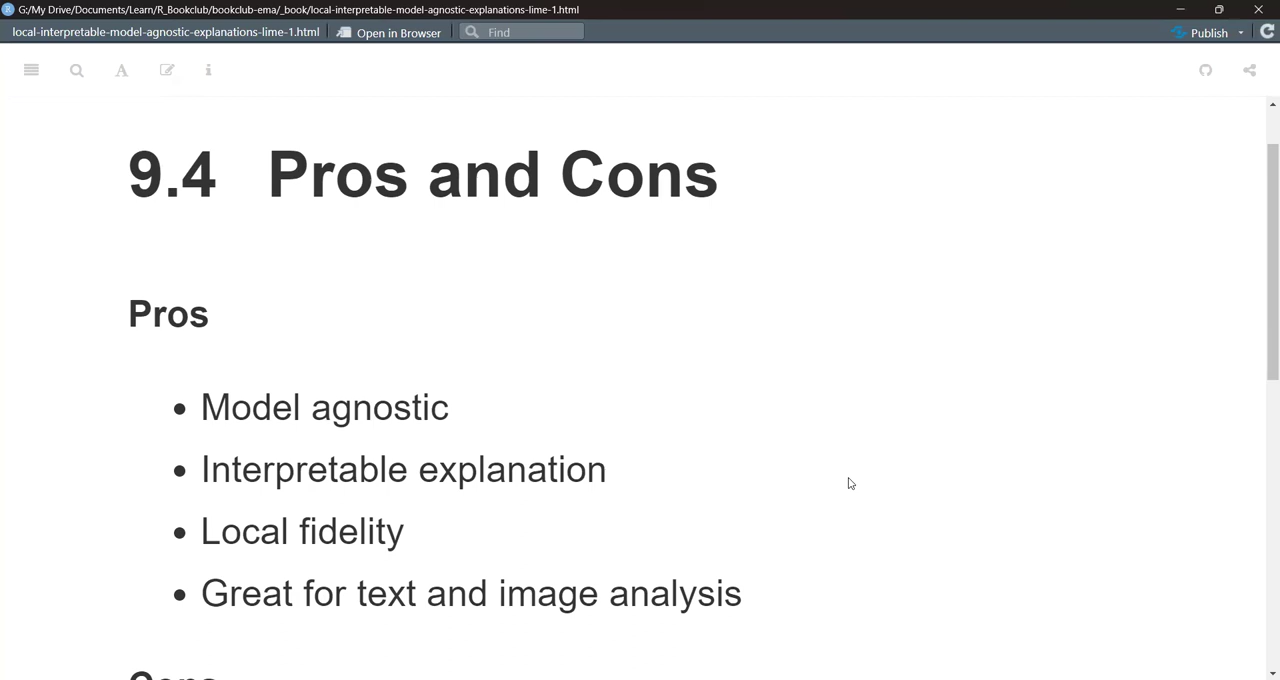 G:/My Drive/Documents/Learn/R_Bookclub/bookclub-ema/_book/local-interpretable-model-agnostic-explanations-lime-1.html
local-interpretable-model-agnostic-explanations-lime-1.html Open in Browser Find Publish
9.4 Pros and Cons
Pros
• Model agnostic
• Interpretable explanation
• Local fidelity
• Great for text and image analysis
Cons